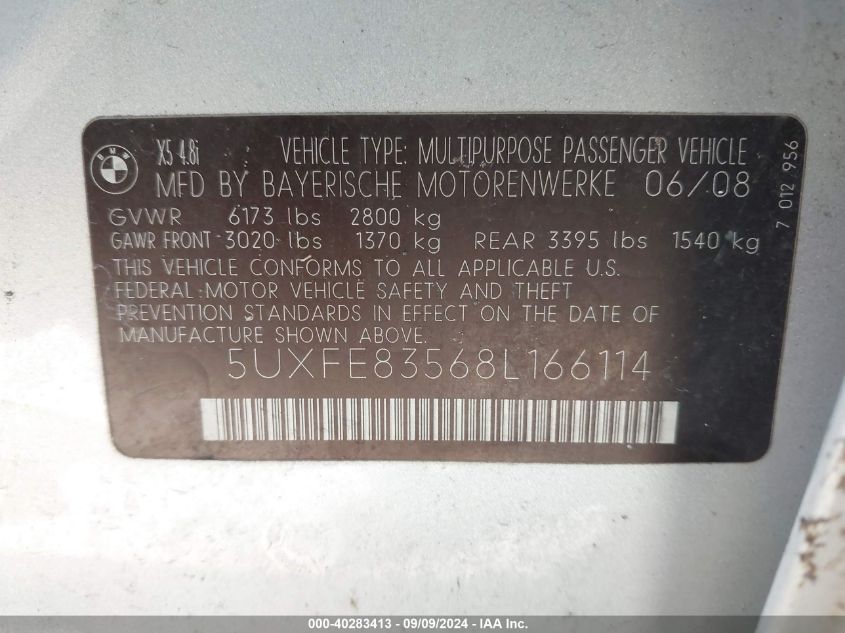 BMW
X5 4.8i VEHICLE TYPE: MULTIPURPOSE PASSENGER VEHICLE
MFD BY BAYERISCHE MOTORENWERKE 06/08
GVWR 6173 lbs 2800 kg
GAWR FRONT 3020 lbs 1370 kg REAR 3395 lbs 1540 kg
THIS VEHICLE CONFORMS TO ALL APPLICABLE U.S.
FEDERAL MOTOR VEHICLE SAFETY AND THEFT
PREVENTION STANDARDS IN EFFECT ON THE DATE OF
MANUFACTURE SHOWN ABOVE.
5UXFE83568L166114
7 012 956
000-40283413 - 09/09/2024 - IAA Inc.